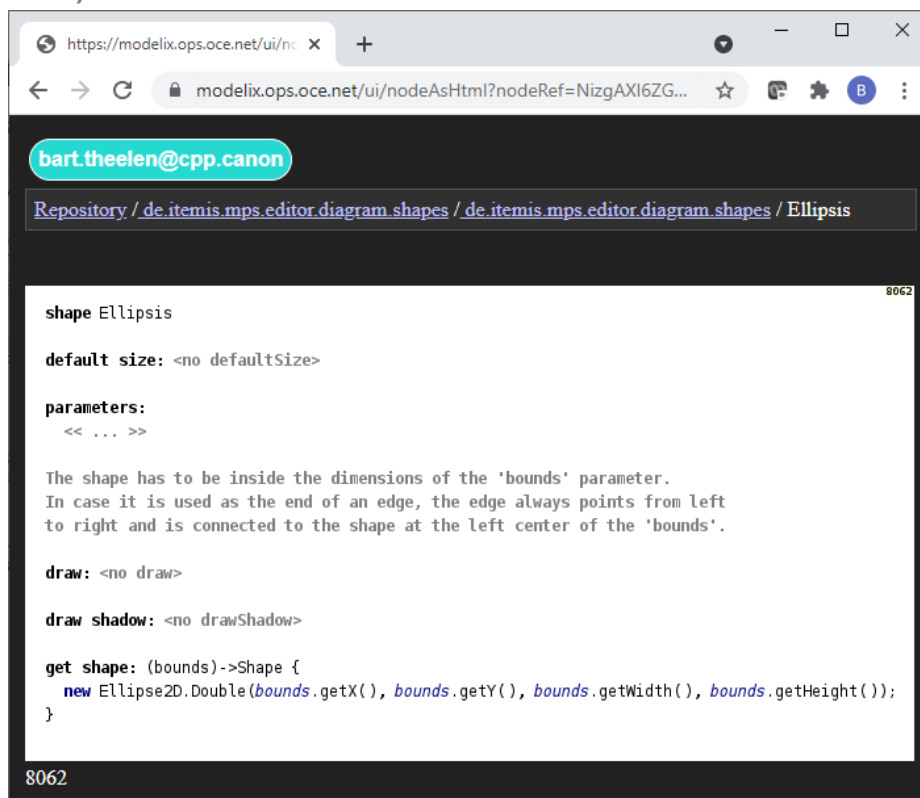 https://modelix.ops.oce.net/ui/no
modelix.ops.oce.net/ui/nodeAsHtml?nodeRef=NizgAXI6ZG...
B
bart.theelen@cpp.canon
Repository / de.itemis.mps.editor.diagram.shapes / de.itemis.mps.editor.diagram.shapes / Ellipsis
8062
shape Ellipsis
default size: <no defaultSize>
parameters:
<< ... >>
The shape has to be inside the dimensions of the 'bounds' parameter.
In case it is used as the end of an edge, the edge always points from left
to right and is connected to the shape at the left center of the 'bounds'.
draw: <no draw>
draw shadow: <no drawShadow>
get shape: (bounds)->Shape {
new Ellipse2D.Double(bounds.getX(), bounds.getY(), bounds.getWidth(), bounds.getHeight());
}
8062